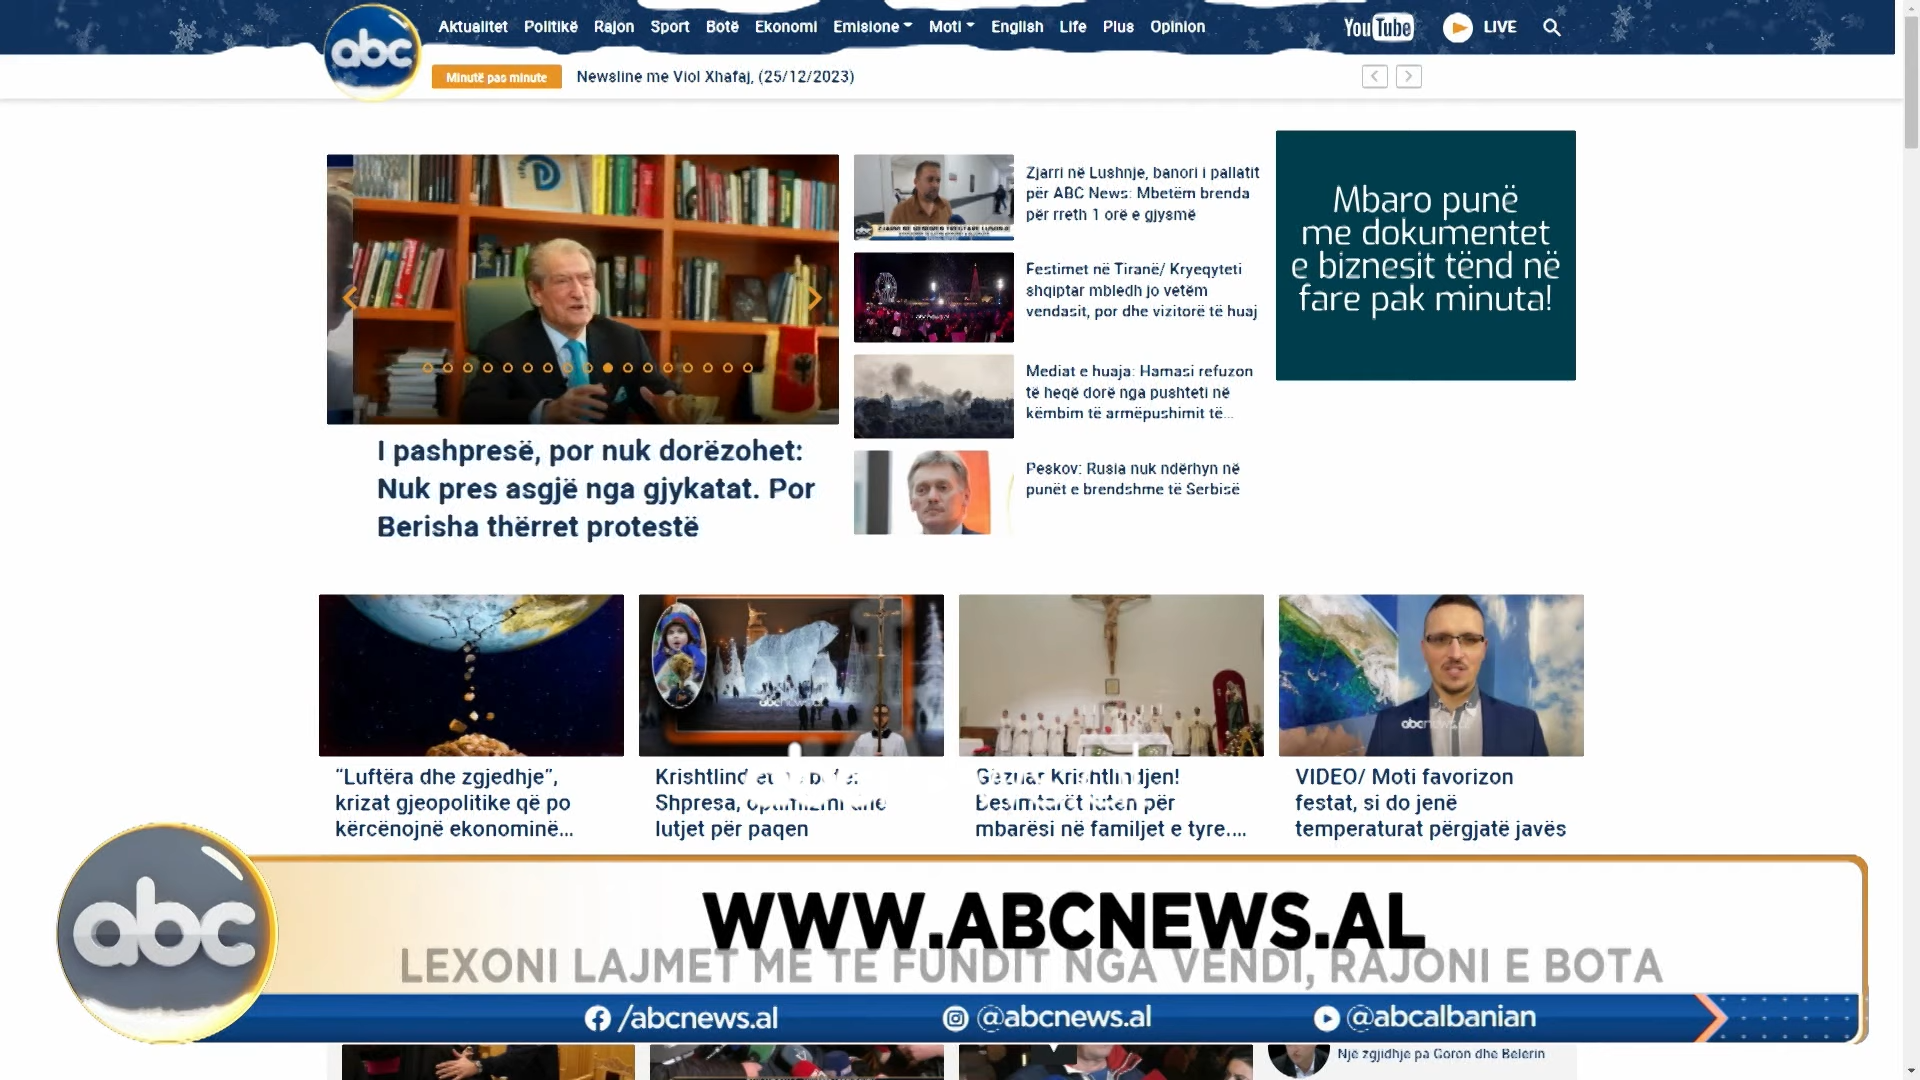 Aktualitet Politikë Rajon Sport Botë Ekonomi Emisione Moti English Life Plus Opinion
YouTube LIVE
abc
Minutë pas minute Newsline me Viol Xhafaj, (25/12/2023)
I pashpresë, por nuk dorëzohet:
Nuk pres asgjë nga gjykatat. Por
Berisha thërret protestë
Zjarri në Lushnje, banori i pallatit
për ABC News: Mbetëm brenda
për rreth 1 orë e gjysmë
Festimet në Tiranë/ Kryeqyteti
shqiptar mbledh jo vetëm
vendasit, por dhe vizitorë të huaj
Mediat e huaja: Hamasi refuzon
të heqë dorë nga pushteti në
këmbim të armëpushimit të...
Peskov: Rusia nuk ndërhyn në
punët e brendshme të Serbisë
Mbaro punë
me dokumentet
e biznesit tënd në
fare pak minuta!
abcnews.al
“Luftëra dhe zgjedhje”,
krizat gjeopolitike që po
kërcënojnë ekonominë...
Shpresa, optimizmi dhe
lutjet për paqen
Gëzuar Krishtlindjen!
Besimtarët luten për
mbarësi në familjet e tyre....
VIDEO/ Moti favorizon
festat, si do jenë
temperaturat përgjatë javës
abc
WWW.ABCNEWS.AL
LEXONI LAJMET ME TE FUNDIT NGA VENDI, RAJONI E BOTA
/abcnews.al @abcnews.al @abcalbanian
Një zgjidhje pa Goron dhe Belerin